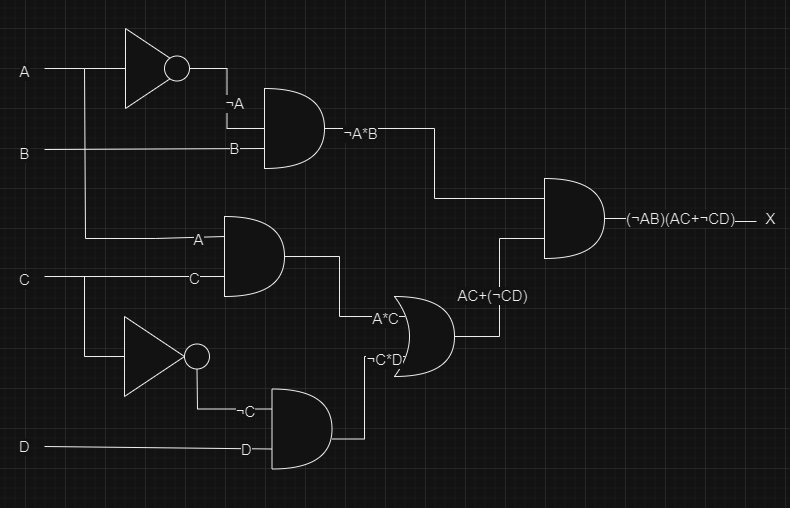 A
¬A
¬A*B
B
B
(¬AB)(AC+¬CD)
X
A
C
C
AC+(¬CD)
A*C
¬C*D
¬C
D
D